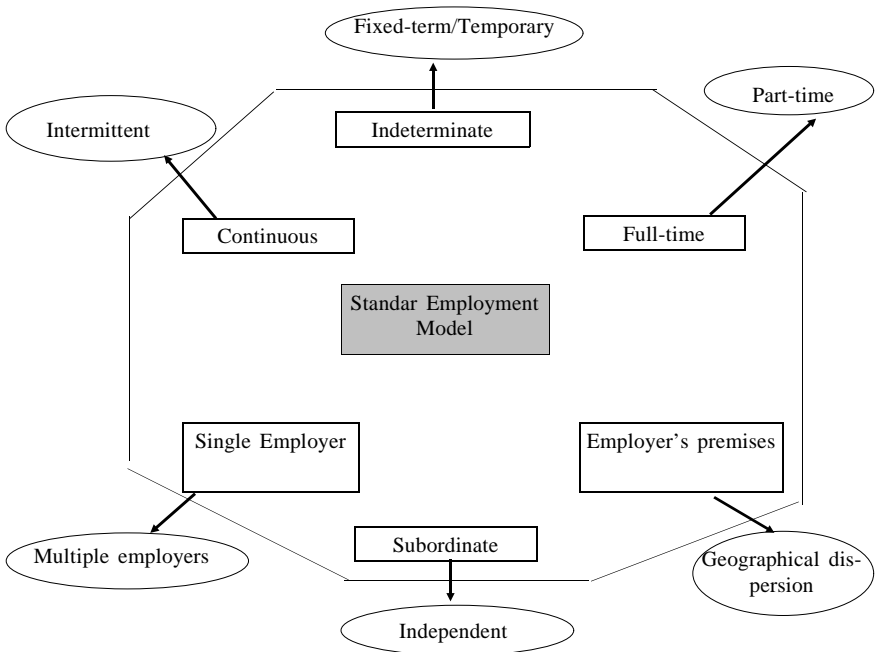 Fixed-term/Temporary
Part-time
Intermittent
Indeterminate
Continuous
Full-time
Standar Employment
Model
Single Employer
Employer's premises
Subordinate
Multiple employers
Geographical dis-
persion
Independent